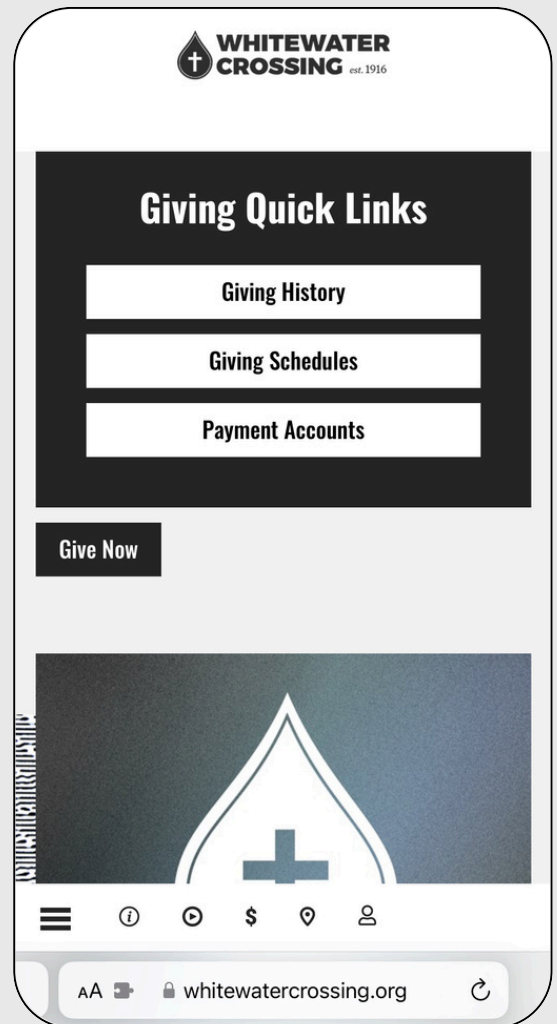 WHITEWATER
CROSSING est. 1916
Giving Quick Links
Giving History
Giving Schedules
Payment Accounts
Give Now
$
AA whitewatercrossing.org